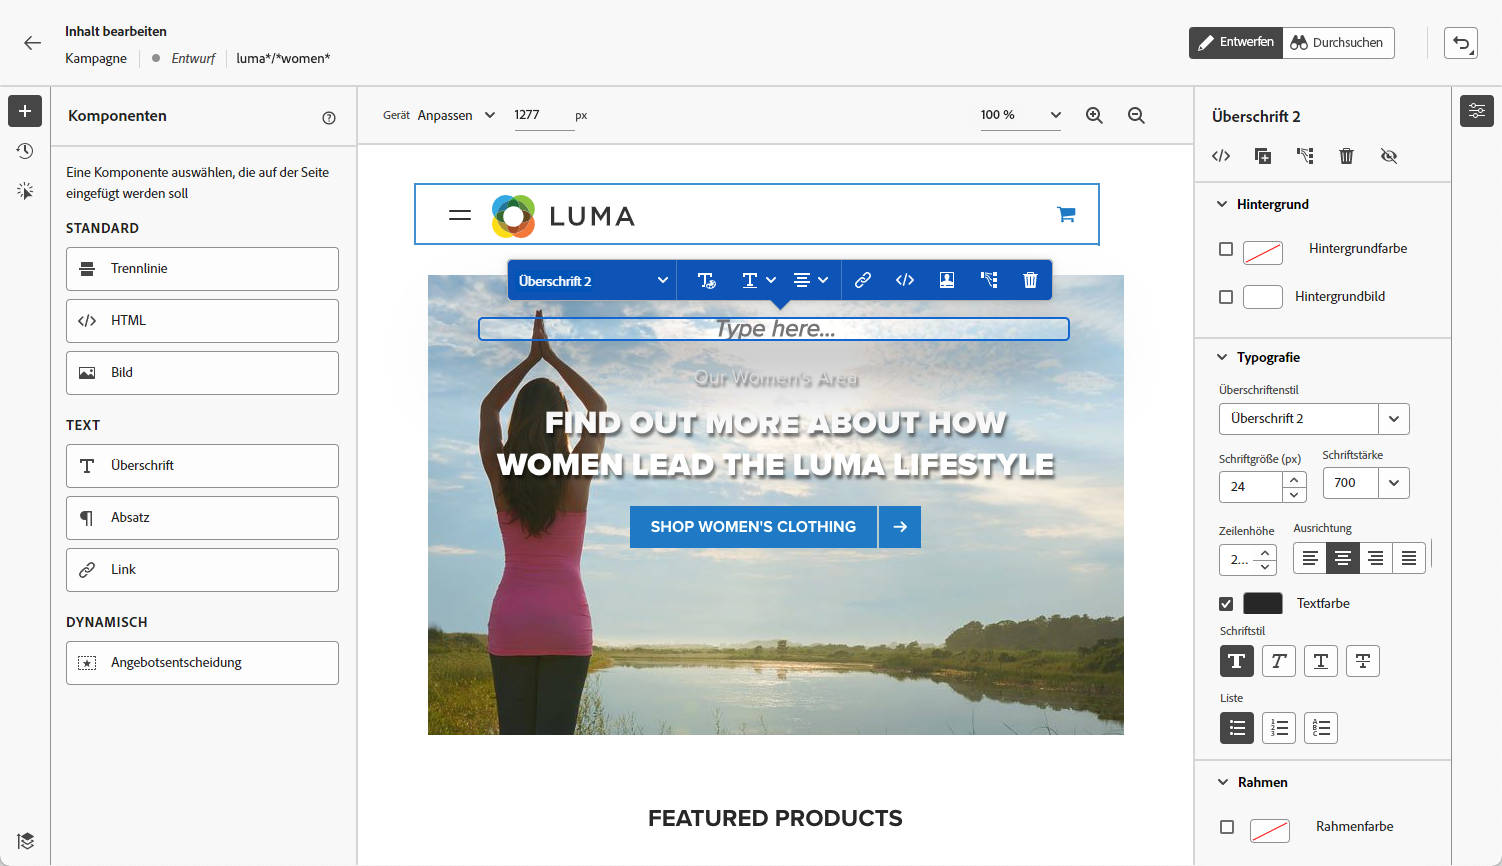 Inhalt bearbeiten
Kampagne
Entwurf
luma*/*women*
Entwerfen
Durchsuchen
Komponenten
Eine Komponente auswählen, die auf der Seite
eingefügt werden soll
STANDARD
Trennlinie
HTML
Bild
TEXT
Überschrift
Absatz
Link
DYNAMISCH
Angebotsentscheidung
Gerät Anpassen 1277 px
100 %
LUMA
Überschrift 2
Type here...
Our Women's Area
FIND OUT MORE ABOUT HOW
WOMEN LEAD THE LUMA LIFESTYLE
SHOP WOMEN'S CLOTHING
FEATURED PRODUCTS
Überschrift 2
Hintergrund
Hintergrundfarbe
Hintergrundbild
Typografie
Überschriftenstil
Überschrift 2
Schriftgröße (px) Schriftstärke
24 700
Zeilenhöhe Ausrichtung
2...
Textfarbe
Schriftstil
Liste
Rahmen
Rahmenfarbe